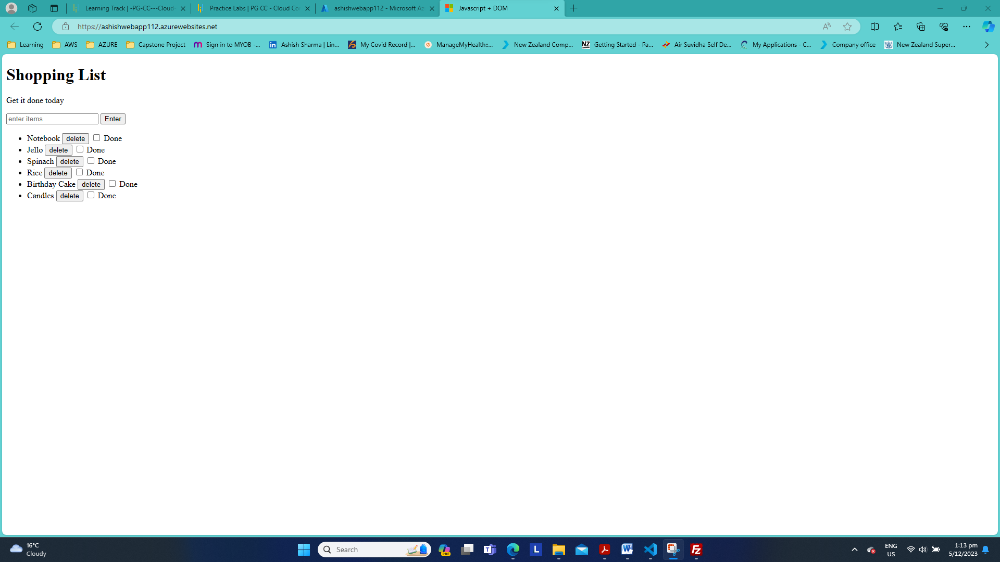 Learning Track | -PG-CC---Cloud-
Practice Labs | PG CC - Cloud Co
ashishwebapp112 - Microsoft Az
Javascript + DOM
https://ashishwebapp112.azurewebsites.net
Learning
AWS
AZURE
Capstone Project
Sign in to MYOB -...
Ashish Sharma | Lin...
My Covid Record |...
ManageMyHealth::...
New Zealand Comp...
NZ
Getting Started - Pa...
Air Suvidha Self De...
My Applications - C...
Company office
New Zealand Super...
Shopping List
Get it done today
enter items Enter
• Notebook delete Done
• Jello delete Done
• Spinach delete Done
• Rice delete Done
• Birthday Cake delete Done
• Candles delete Done
16°C
Cloudy
Search
PRE
L
ENG
US
1:13 pm
5/12/2023